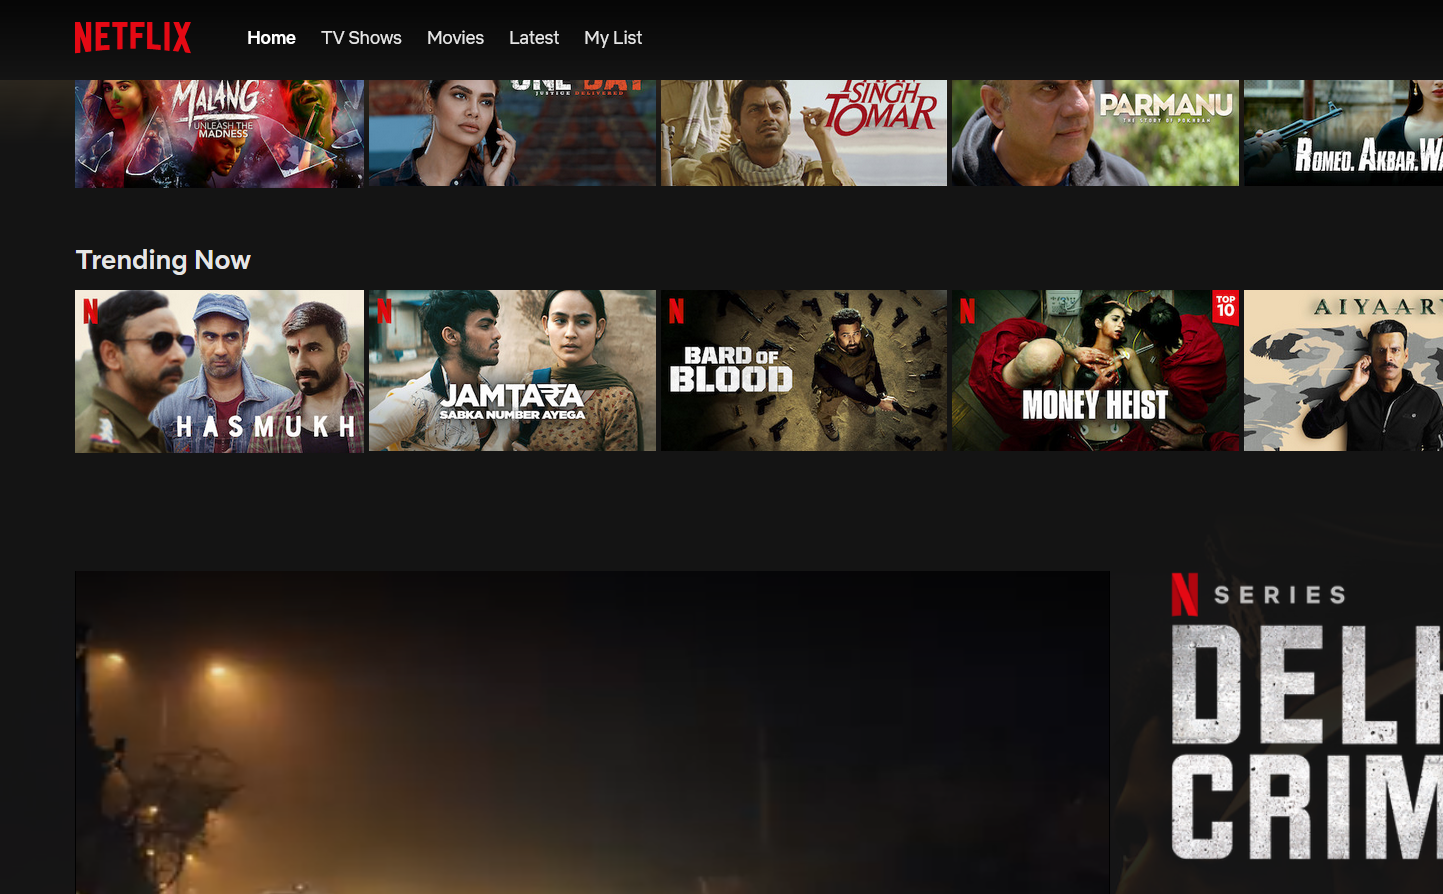 NETFLIX
Home TV Shows Movies Latest My List
MALANG
UNLEASH THE
MADNESS
ONE DAY
JUSTICE DELIVERED
SINGH
TOMAR
PARMANU
THE STORY OF POKHRAN
ROMEO. AKBAR.
Trending Now
N
HASMUKH
N
JAMTARA
SABKA NUMBER AYEGA
N
BARD OF
BLOOD
N
TOP
10
MONEY HEIST
AIYAARY
N SERIES
DELH
CRIM